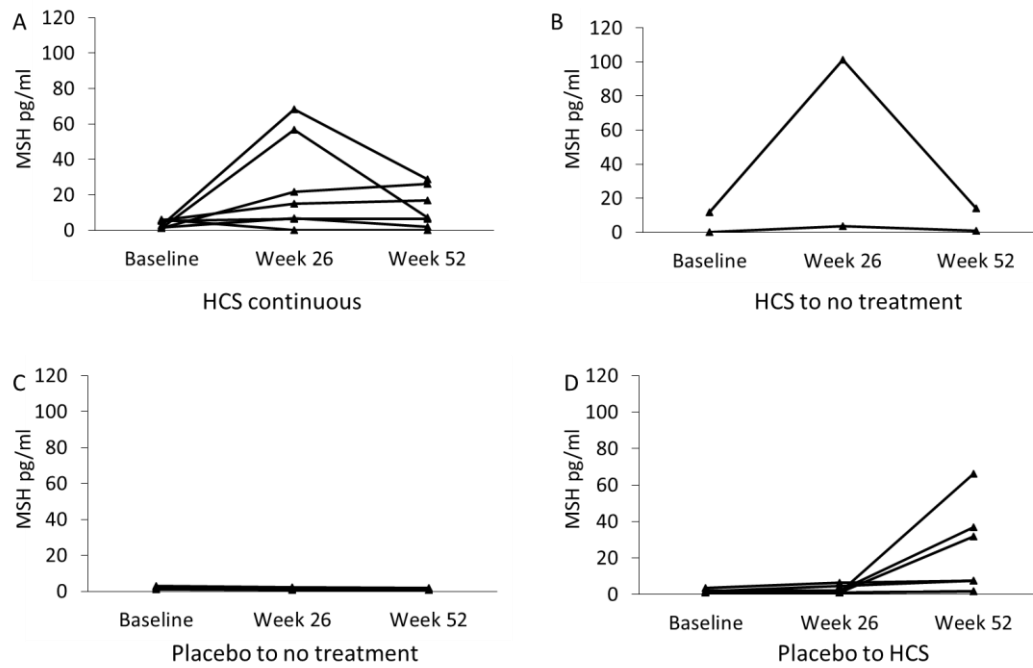 A
MSH pg/ml
120
100
80
60
40
20
0
Baseline Week 26 Week 52
HCS continuous
B
MSH pg/ml
120
100
80
60
40
20
0
Baseline Week 26 Week 52
HCS to no treatment
C
MSH pg/ml
120
100
80
60
40
20
0
Baseline Week 26 Week 52
Placebo to no treatment
D
MSH pg/ml
120
100
80
60
40
20
0
Baseline Week 26 Week 52
Placebo to HCS